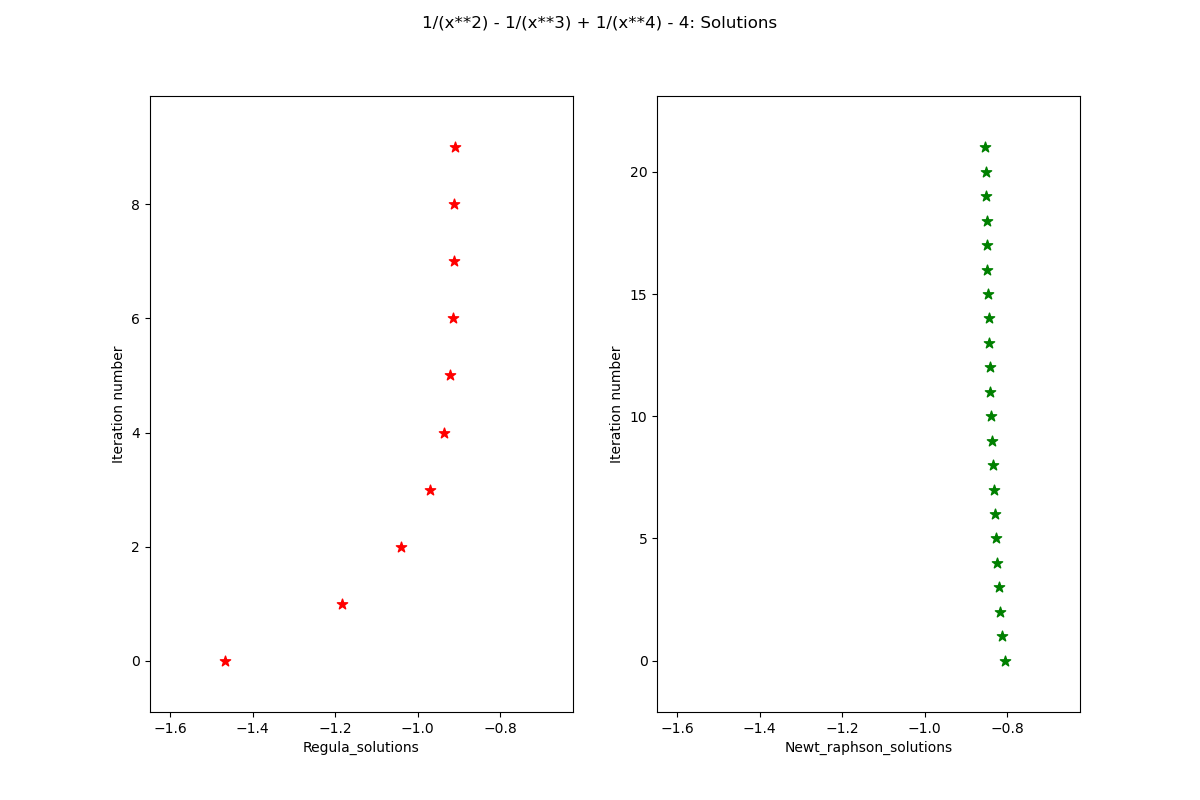 1/(x**2) - 1/(x**3) + 1/(x**4) - 4: Solutions
Iteration number
8
6
4
2
0
−1.6 −1.4 −1.2 −1.0 −0.8
Regula_solutions
Iteration number
20
15
10
5
0
−1.6 −1.4 −1.2 −1.0 −0.8
Newt_raphson_solutions